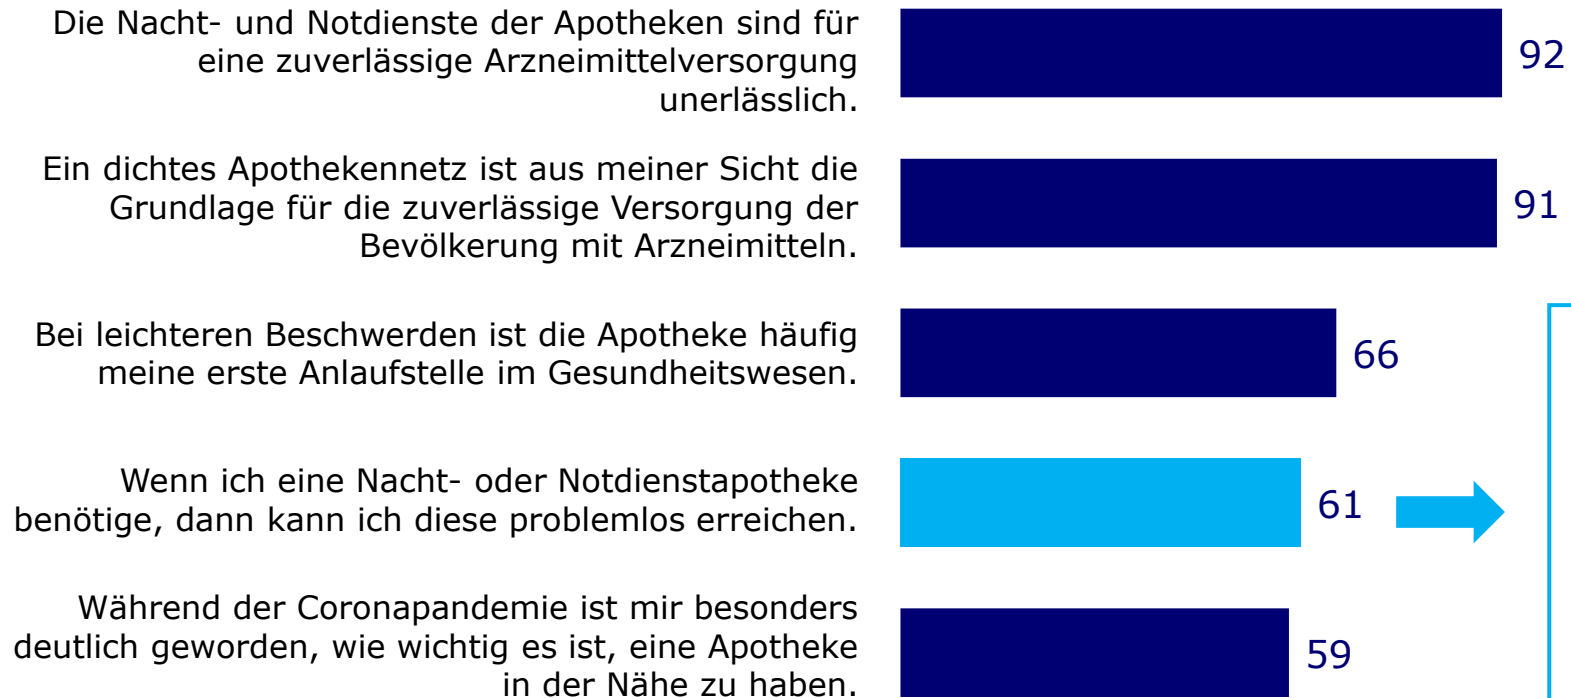 Die Nacht- und Notdienste der Apotheken sind für
eine zuverlässige Arzneimittelversorgung
unerlässlich.
92
Ein dichtes Apothekennetz ist aus meiner Sicht die
Grundlage für die zuverlässige Versorgung der
Bevölkerung mit Arzneimitteln.
91
Bei leichteren Beschwerden ist die Apotheke häufig
meine erste Anlaufstelle im Gesundheitswesen.
66
Wenn ich eine Nacht- oder Notdienstapotheke
benötige, dann kann ich diese problemlos erreichen.
61
Während der Coronapandemie ist mir besonders
deutlich geworden, wie wichtig es ist, eine Apotheke
in der Nähe zu haben.
59